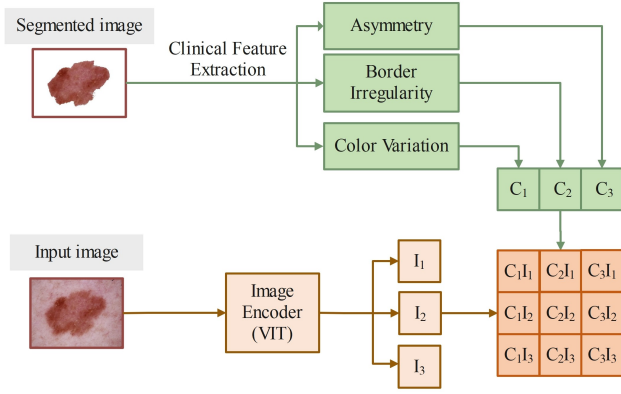 Segmented image
Clinical Feature
Extraction
Asymmetry
Border
Irregularity
Color Variation
C₁ C₂ C₃
Input image
Image
Encoder
(VIT)
I₁
I₂
I₃
C₁I₁ C₂I₁ C₃I₁
C₁I₂ C₂I₂ C₃I₂
C₁I₃ C₂I₃ C₃I₃